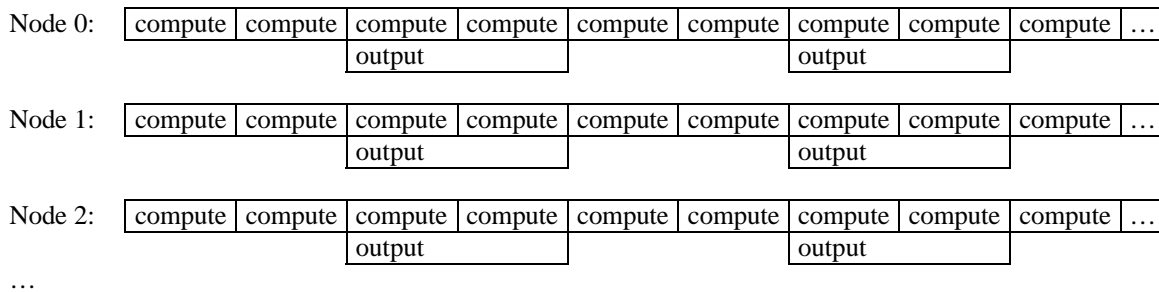 Node 0: compute compute compute compute compute compute compute compute compute …
output output
Node 1: compute compute compute compute compute compute compute compute compute …
output output
Node 2: compute compute compute compute compute compute compute compute compute …
output output
…